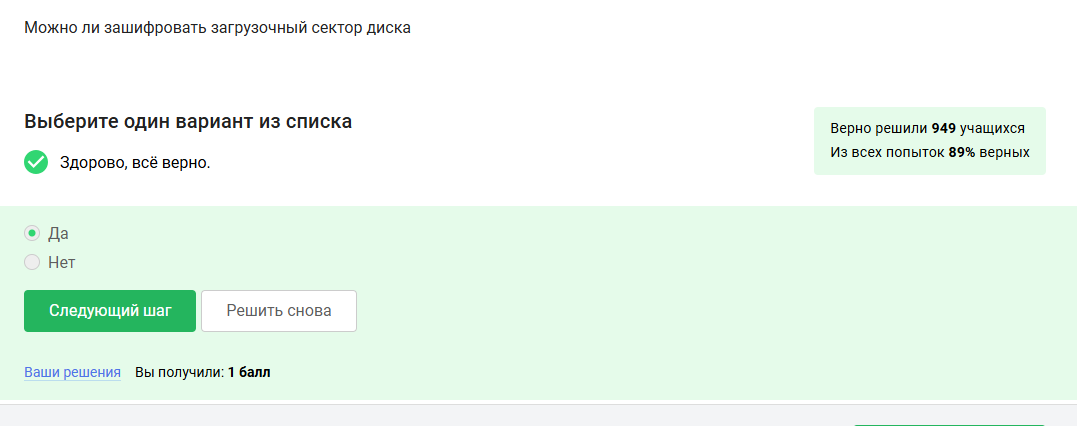 Можно ли зашифровать загрузочный сектор диска
Выберите один вариант из списка
Верно решили 949 учащихся
Из всех попыток 89% верных
Здорово, всё верно.
Да
Нет
Следующий шаг
Решить снова
Ваши решения Вы получили: 1 балл